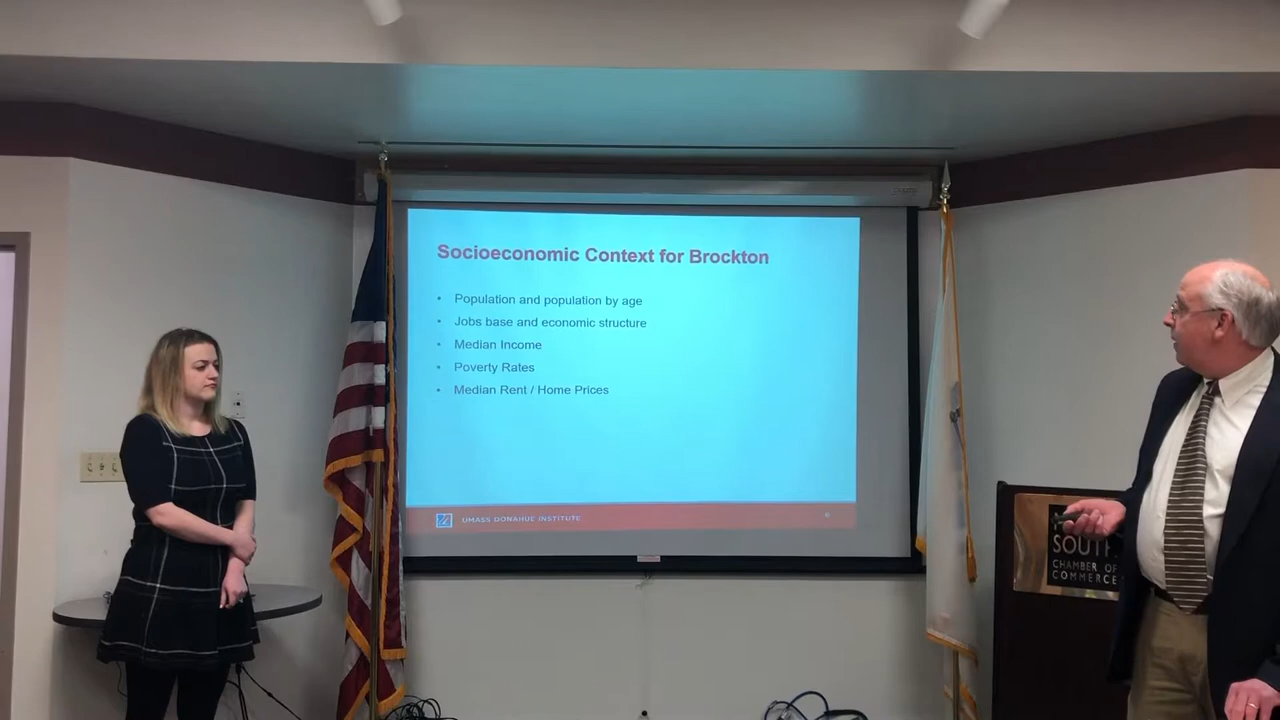 Socioeconomic Context for Brockton
• Population and population by age
• Jobs base and economic structure
• Median Income
• Poverty Rates
• Median Rent / Home Prices
UMASS DONAHUE INSTITUTE
6
SOUTH
CHAMBER OF
COMMERCE